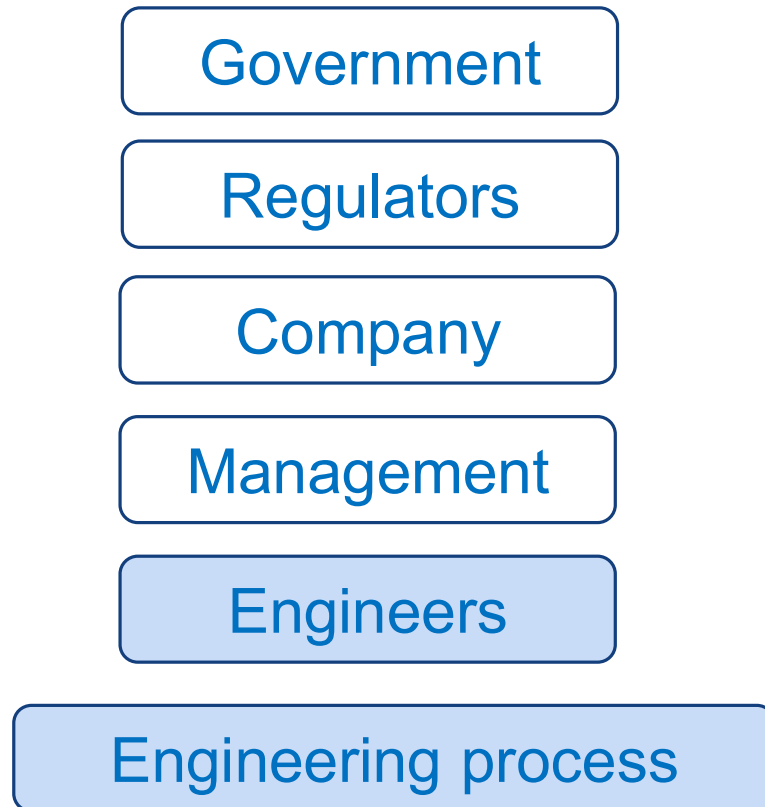 Government
Regulators
Company
Management
Engineers
Engineering process